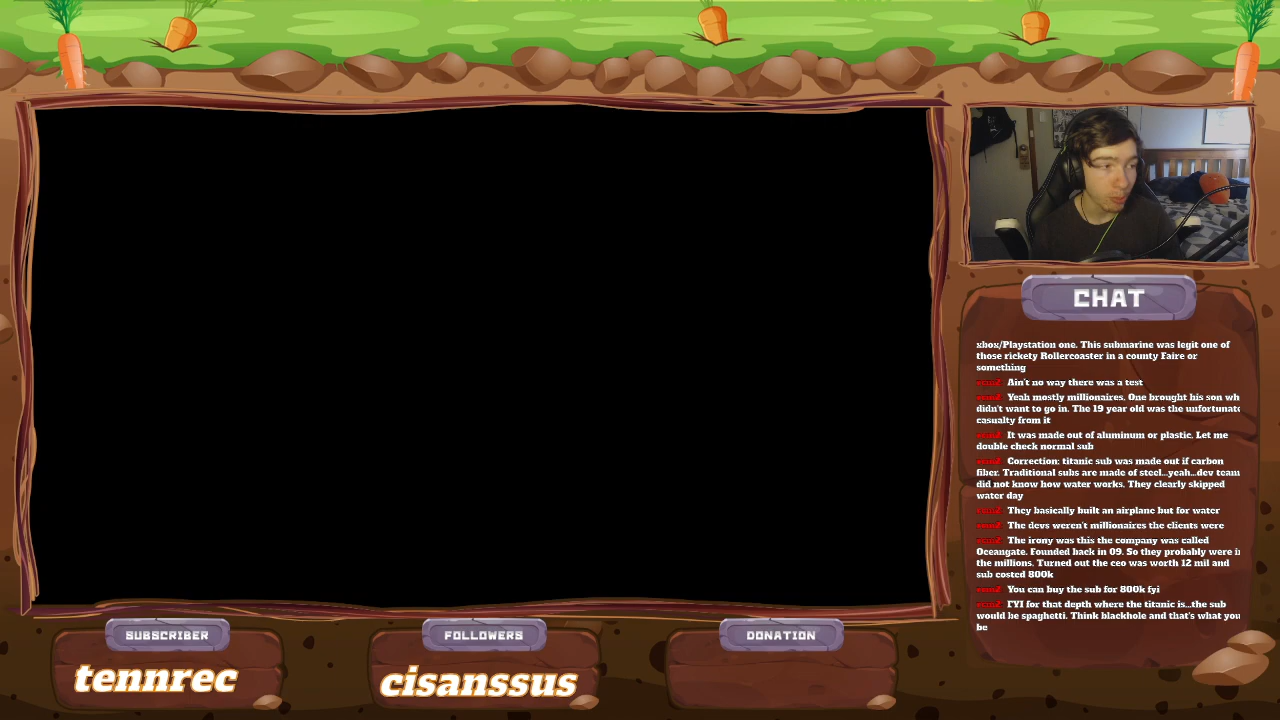 CHAT
xbox/Playstation one. This submarine was legit one of
those rickety Rollercoaster in a county Faire or
something
Ain't no way there was a test
Yeah mostly millionaires. One brought his son wh
didn't want to go in. The 19 year old was the unfortunate
casualty from it
It was made out of aluminum or plastic. Let me
double check normal sub
Correction: titanic sub was made out if carbon
fiber. Traditional subs are made of steel...yeah...dev team
did not know how water works. They clearly skipped
water day
They basically built an airplane but for water
The devs weren't millionaires the clients were
The irony was this the company was called
Oceangate. Founded back in 09. So they probably were in
the millions. Turned out the ceo was worth 12 mil and
sub costed 800k
You can buy the sub for 800k fyi
FYI for that depth where the titanic is...the sub
would be spaghetti. Think blackhole and that's what you
be
SUBSCRIBER
tennrec
FOLLOWERS
cisanssus
DONATION